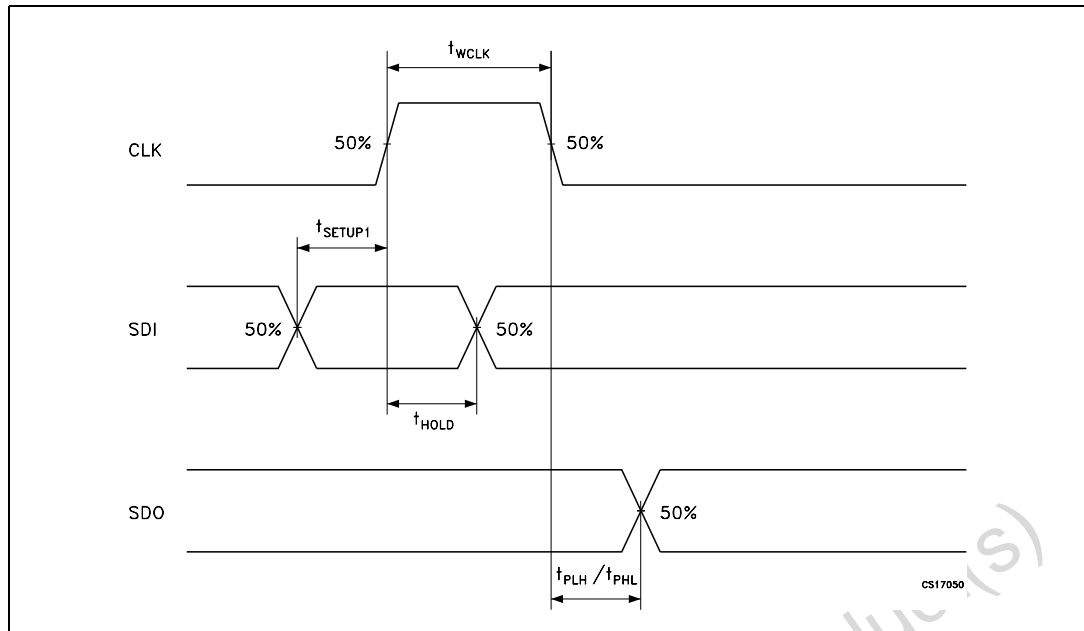 tWCLK
50%
50%
CLK
tSETUP1
50%
50%
SDI
tHOLD
SDO
50%
tPLH /tPHL
CS17050